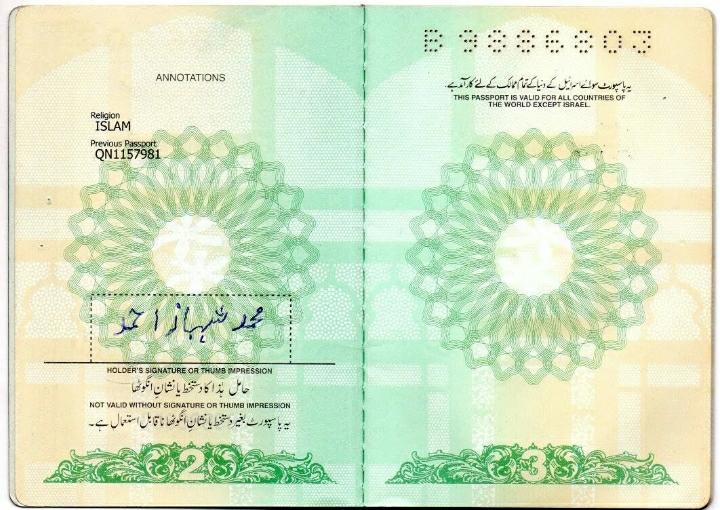 ANNOTATIONS
Religion
ISLAM
Previous Passport
QN1157981
محمد شہباز احمد
HOLDER'S SIGNATURE OR THUMB IMPRESSION
حامل ہذا کا دستخط یا نشان انگوٹھا
NOT VALID WITHOUT SIGNATURE OR THUMB IMPRESSION
یہ پاسپورٹ بغیر دستخط یا نشان انگوٹھا ناقابل استعمال ہے۔
2
B 9886803
یہ پاسپورٹ سوائے اسرائیل کے دنیا کے تمام ممالک کے لئے کارآمد ہے۔
THIS PASSPORT IS VALID FOR ALL COUNTRIES OF
THE WORLD EXCEPT ISRAEL.
3